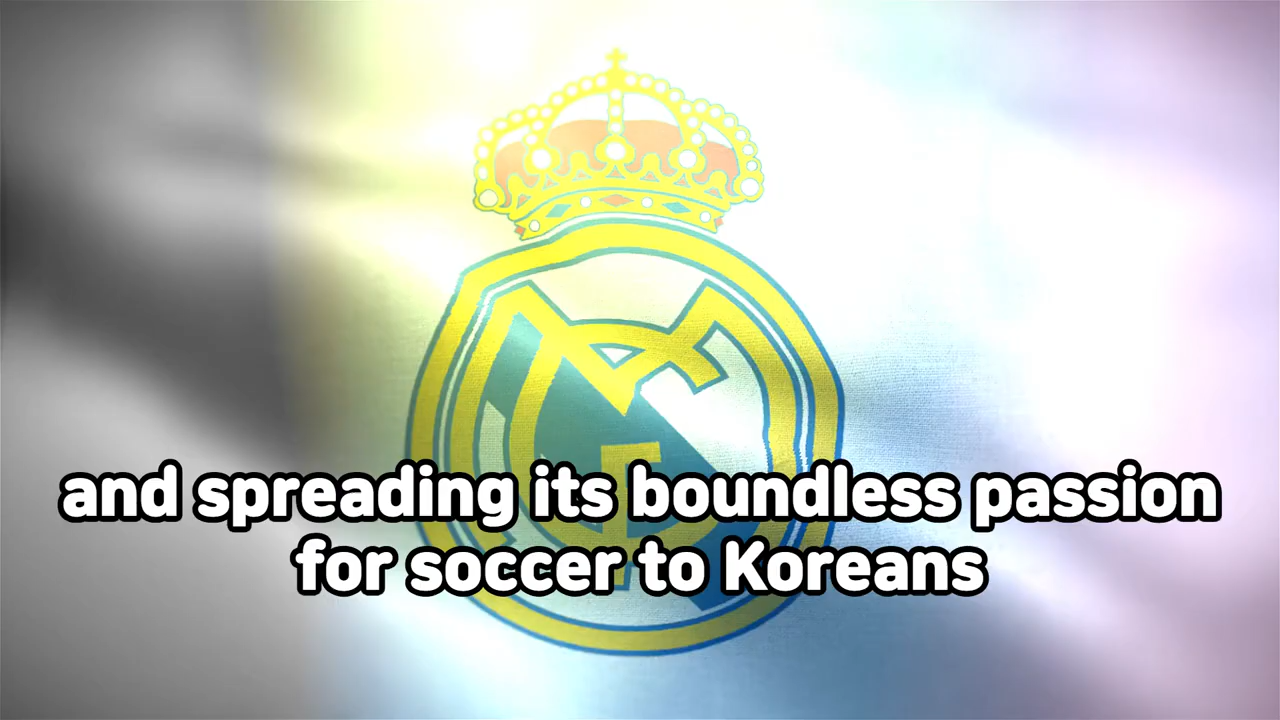 and spreading its boundless passion
for soccer to Koreans